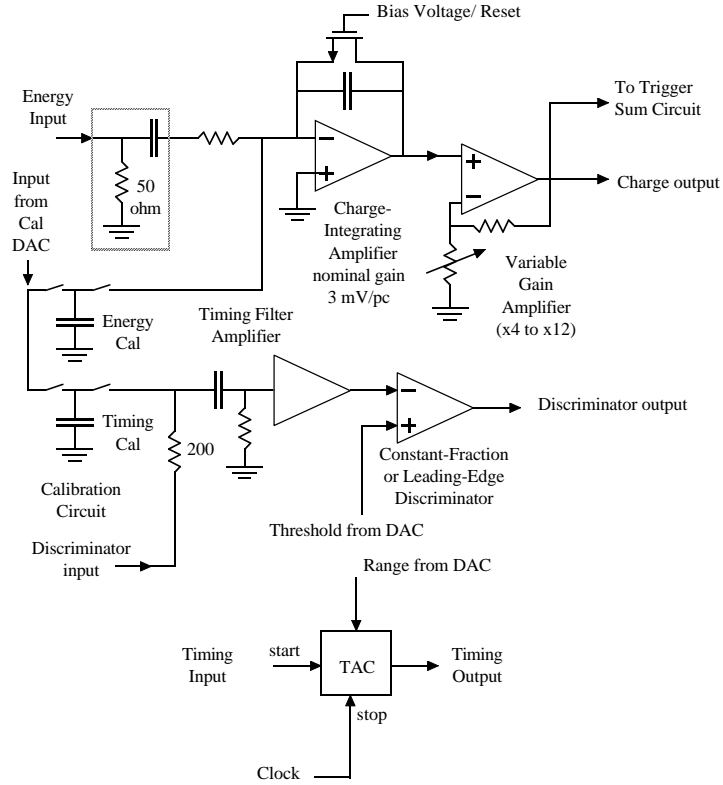 Bias Voltage/ Reset
Energy
Input
To Trigger
Sum Circuit
Input
from
Cal
DAC
50
ohm
−
+
+
−
Charge output
Charge-
Integrating
Amplifier
nominal gain
3 mV/pc
Variable
Gain
Amplifier
(x4 to x12)
Energy
Cal
Timing Filter
Amplifier
Timing
Cal
200
−
+
Discriminator output
Constant-Fraction
or Leading-Edge
Discriminator
Calibration
Circuit
Threshold from DAC
Discriminator
input
Range from DAC
Timing
Input
start
TAC
Timing
Output
stop
Clock